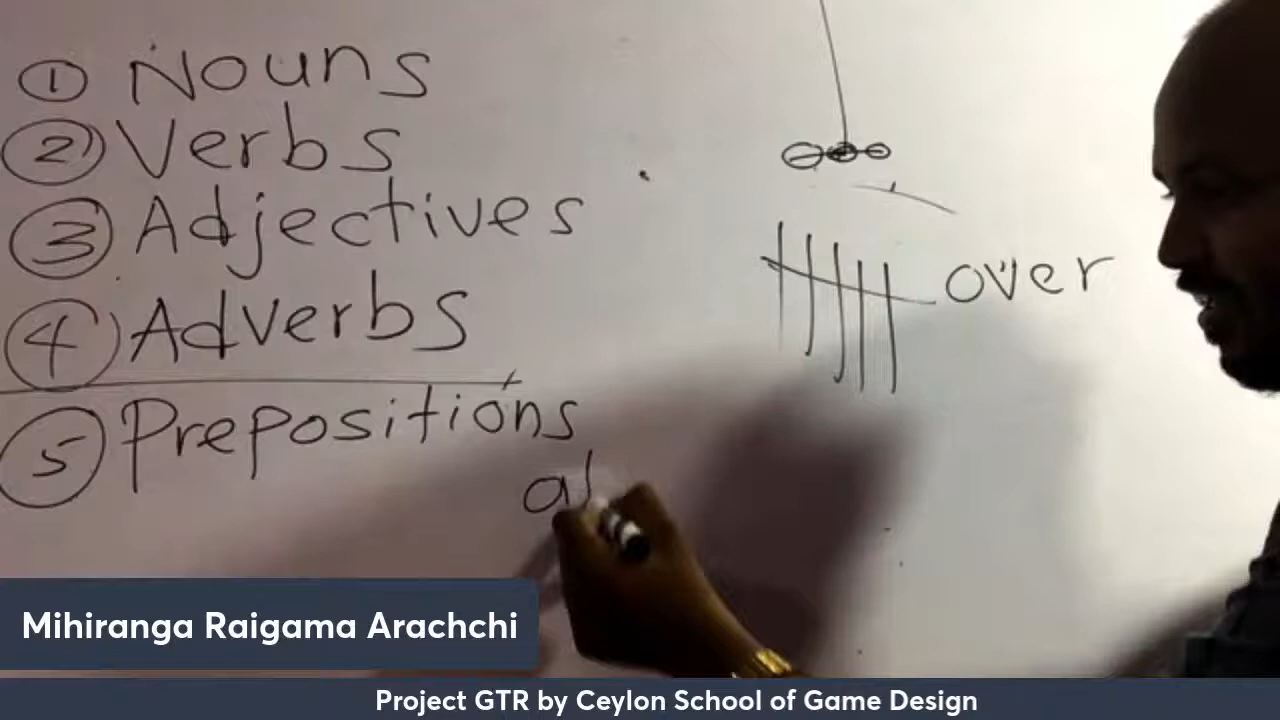 ① Nouns
② Verbs
③ Adjectives
④ Adverbs
⑤ Prepositions
over
Mihiranga Raigama Arachchi
Project GTR by Ceylon School of Game Design